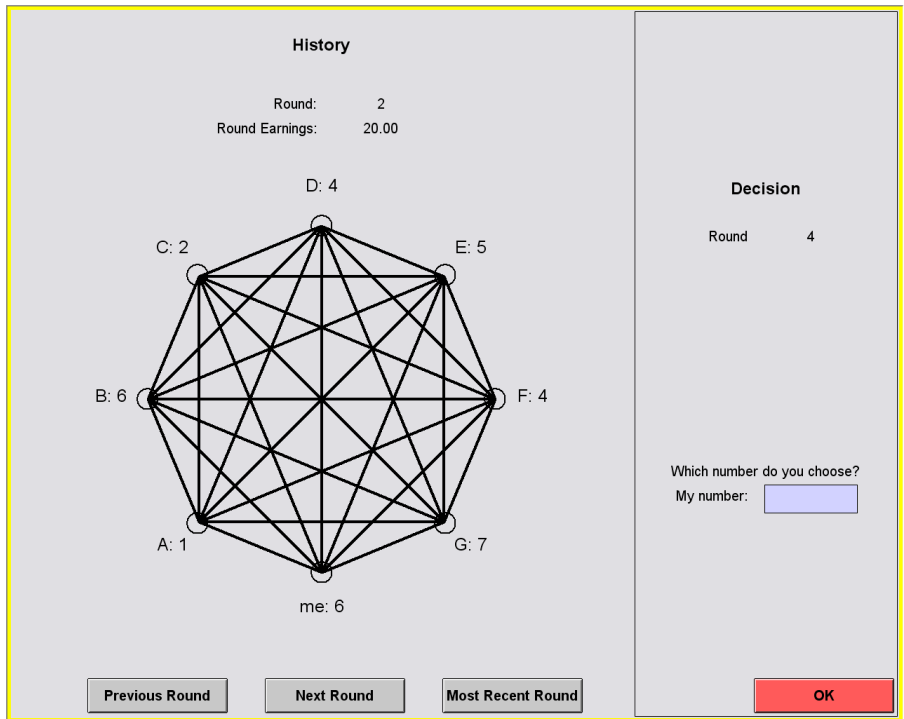 History
Round: 2
Round Earnings: 20.00
D: 4
C: 2
E: 5
B: 6
F: 4
A: 1
G: 7
me: 6
Previous Round
Next Round
Most Recent Round
Decision
Round 4
Which number do you choose?
My number:
OK